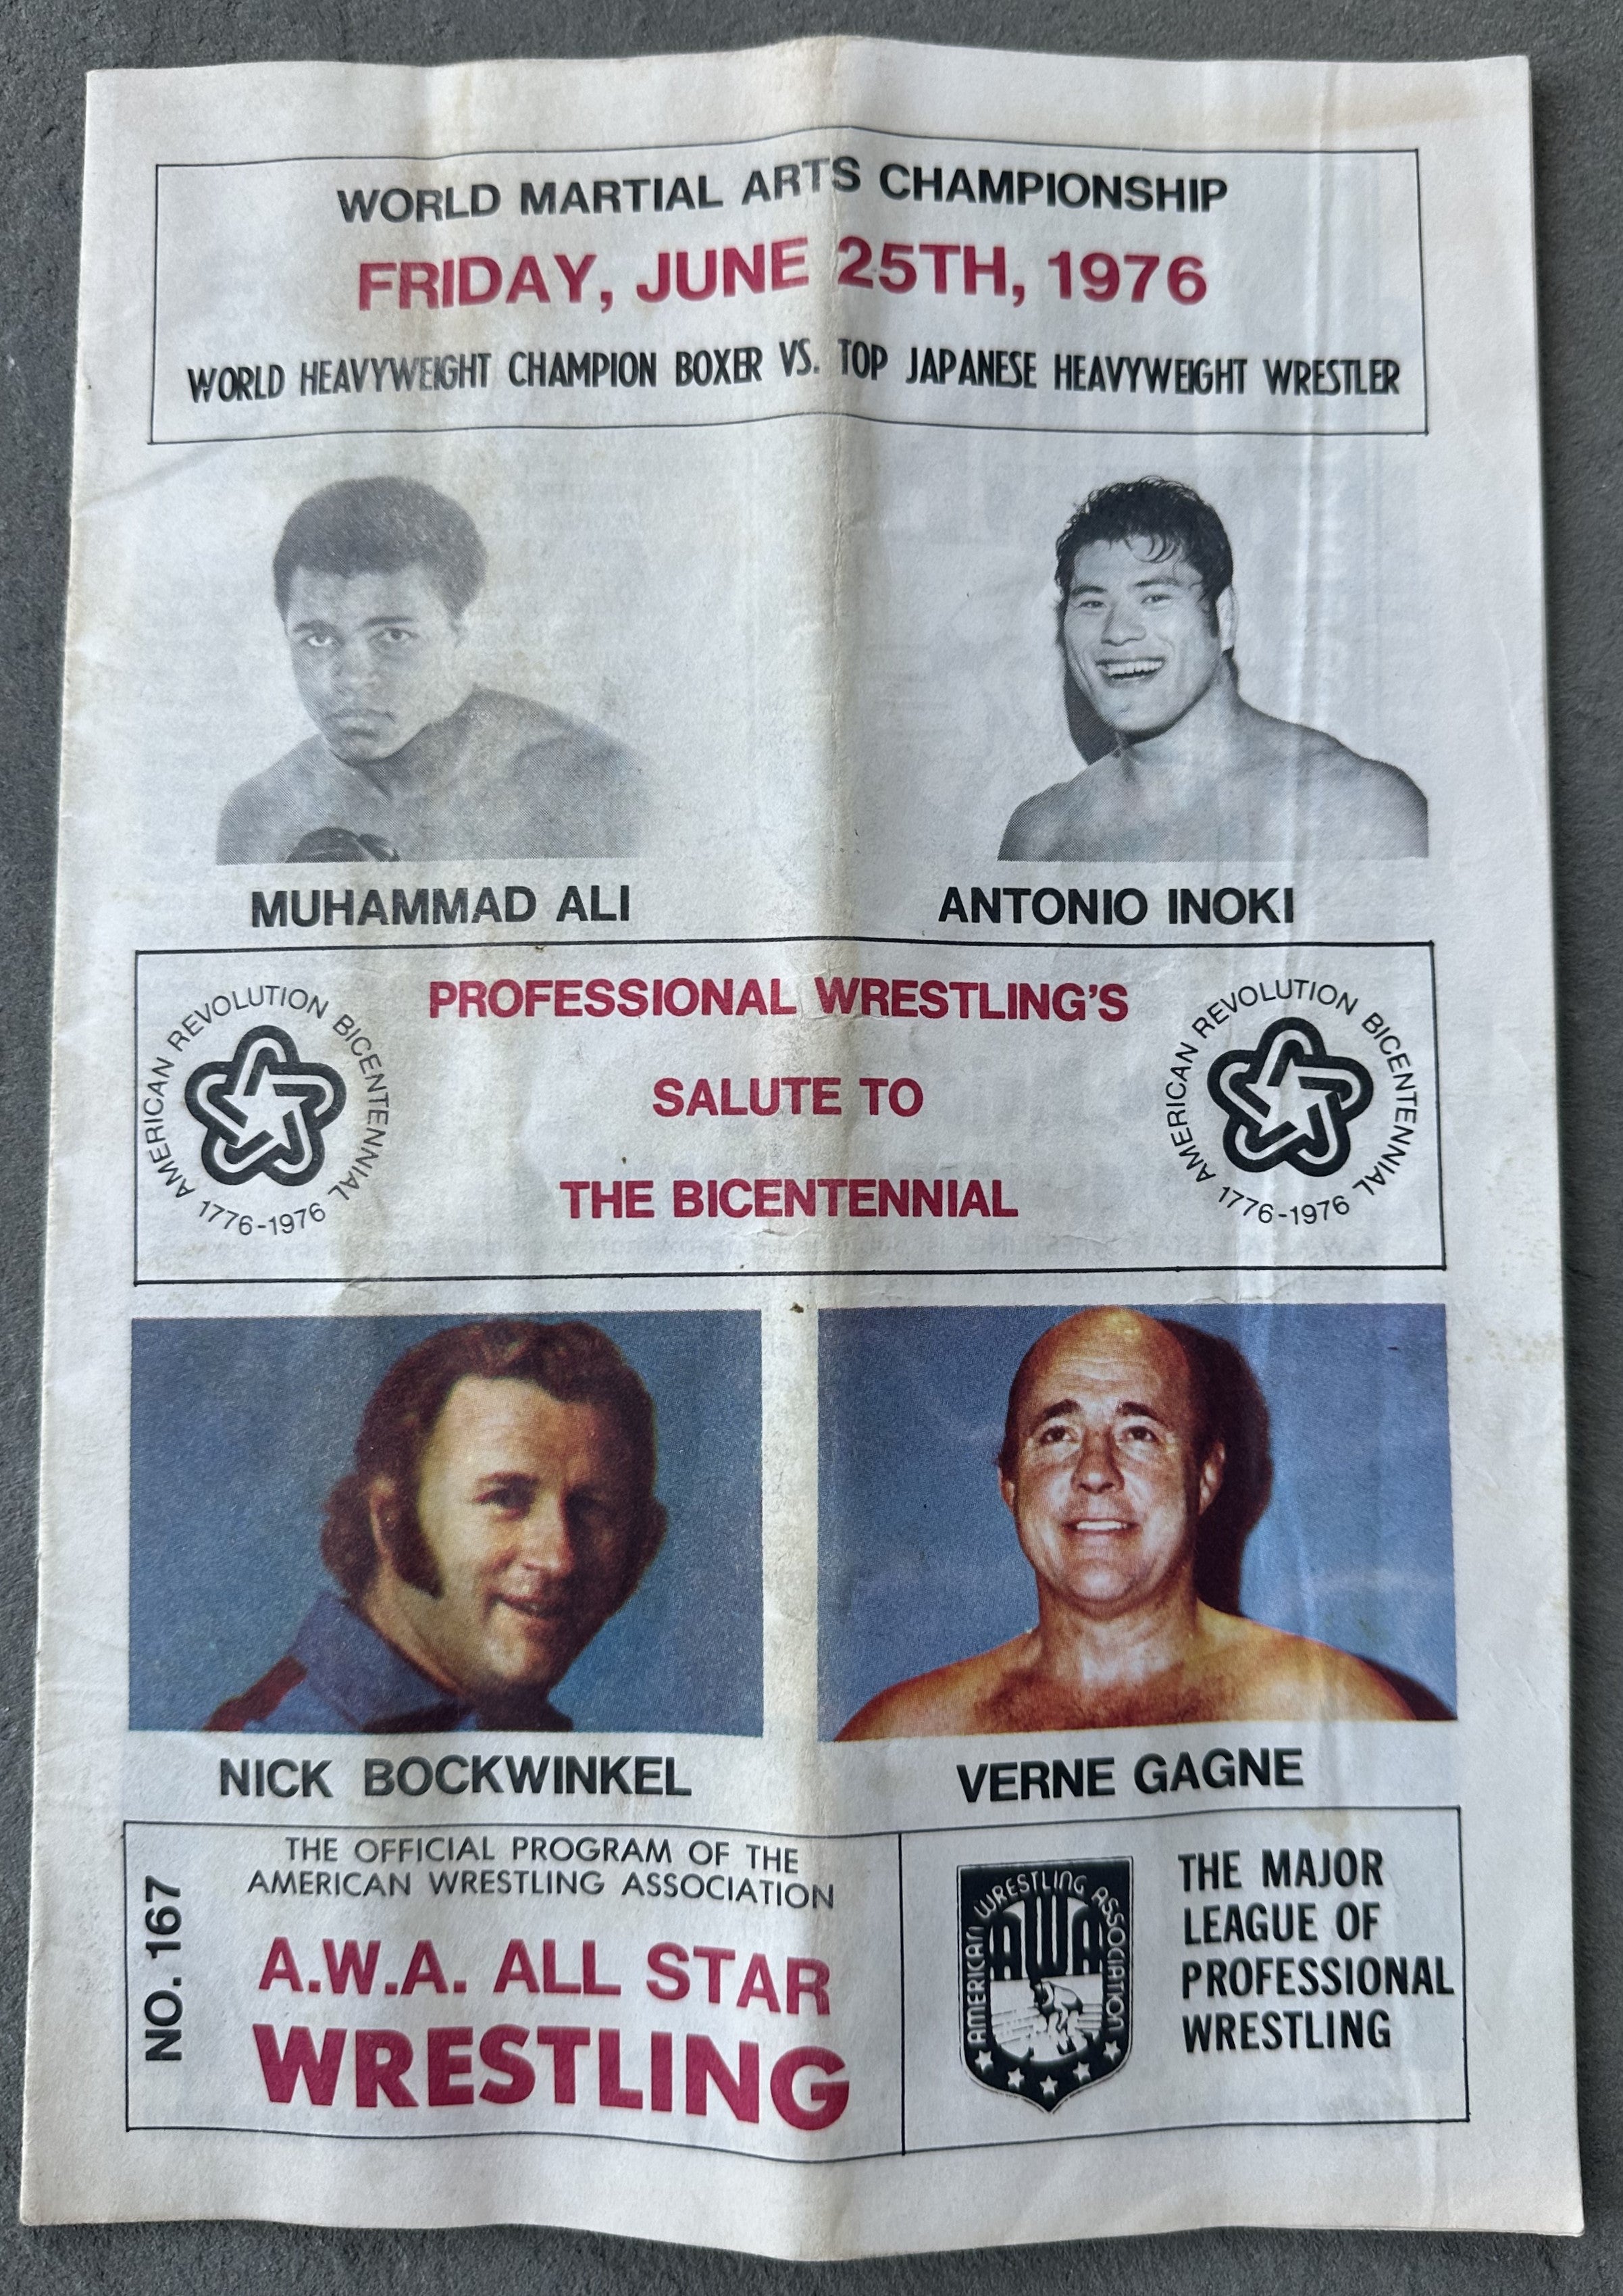 WORLD MARTIAL ARTS CHAMPIONSHIP
FRIDAY, JUNE 25TH, 1976
WORLD HEAVYWEIGHT CHAMPION BOXER VS. TOP JAPANESE HEAVYWEIGHT WRESTLER
MUHAMMAD ALI
ANTONIO INOKI
AMERICAN REVOLUTION BICENTENNIAL
1776-1976
PROFESSIONAL WRESTLING'S
SALUTE TO
THE BICENTENNIAL
AMERICAN REVOLUTION BICENTENNIAL
1776-1976
NICK BOCKWINKEL
VERNE GAGNE
NO. 167
THE OFFICIAL PROGRAM OF THE
AMERICAN WRESTLING ASSOCIATION
A.W.A. ALL STAR
WRESTLING
AMERICAN WRESTLING ASSOCIATION
AWA
THE MAJOR
LEAGUE OF
PROFESSIONAL
WRESTLING